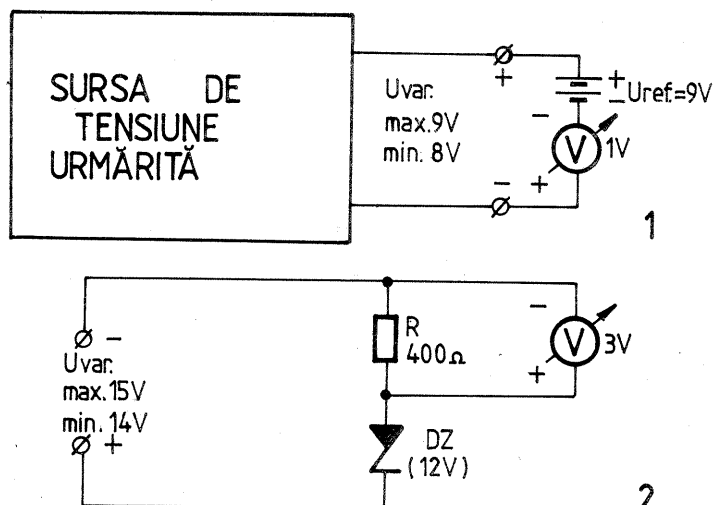 SURSA DE
TENSIUNE
URMĂRITĂ
Uvar.
max. 9V
min. 8V
+
-
+
- Uref.=9V
-
V 1V
+
-
1
-
Uvar.
max. 15V
min. 14V
+
R
400Ω
-
V 3V
+
DZ
(12V)
2